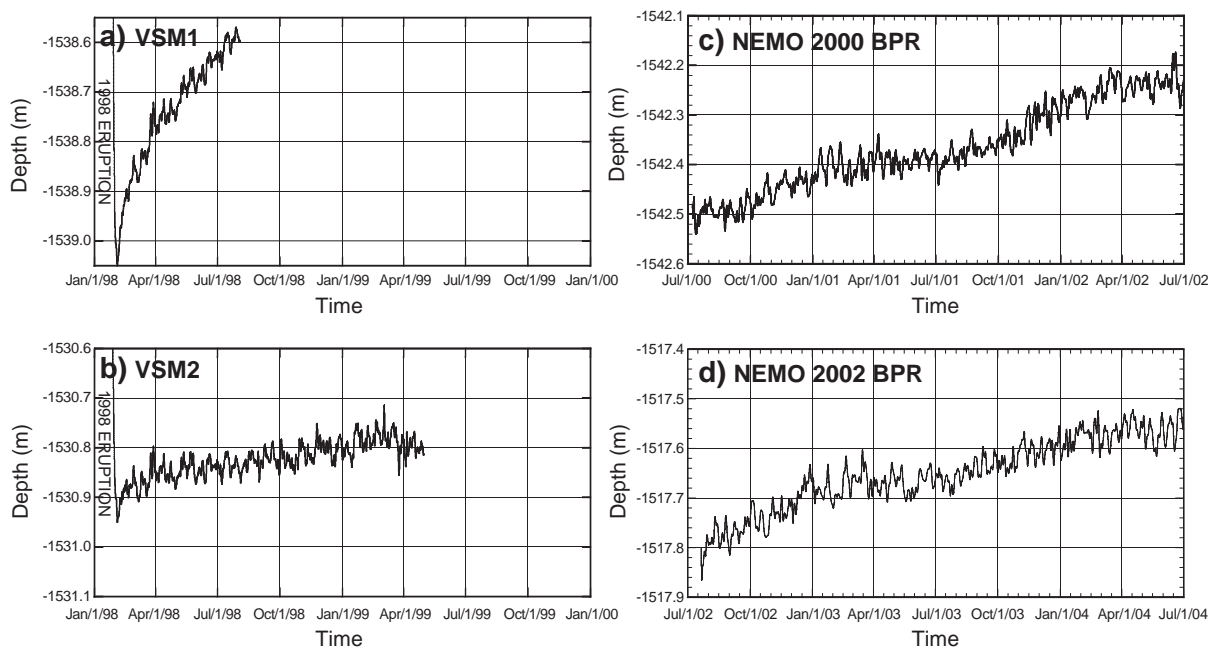 a) VSM1
1998 ERUPTION
Depth (m)
-1538.6
-1538.7
-1538.8
-1538.9
-1539.0
Jan/1/98 Apr/1/98 Jul/1/98 Oct/1/98 Jan/1/99 Apr/1/99 Jul/1/99 Oct/1/99 Jan/1/00
Time
c) NEMO 2000 BPR
Depth (m)
-1542.1
-1542.2
-1542.3
-1542.4
-1542.5
-1542.6
Jul/1/00 Oct/1/00 Jan/1/01 Apr/1/01 Jul/1/01 Oct/1/01 Jan/1/02 Apr/1/02 Jul/1/02
Time
b) VSM2
1998 ERUPTION
Depth (m)
-1530.6
-1530.7
-1530.8
-1530.9
-1531.0
-1531.1
Jan/1/98 Apr/1/98 Jul/1/98 Oct/1/98 Jan/1/99 Apr/1/99 Jul/1/99 Oct/1/99 Jan/1/00
Time
d) NEMO 2002 BPR
Depth (m)
-1517.4
-1517.5
-1517.6
-1517.7
-1517.8
-1517.9
Jul/1/02 Oct/1/02 Jan/1/03 Apr/1/03 Jul/1/03 Oct/1/03 Jan/1/04 Apr/1/04 Jul/1/04
Time